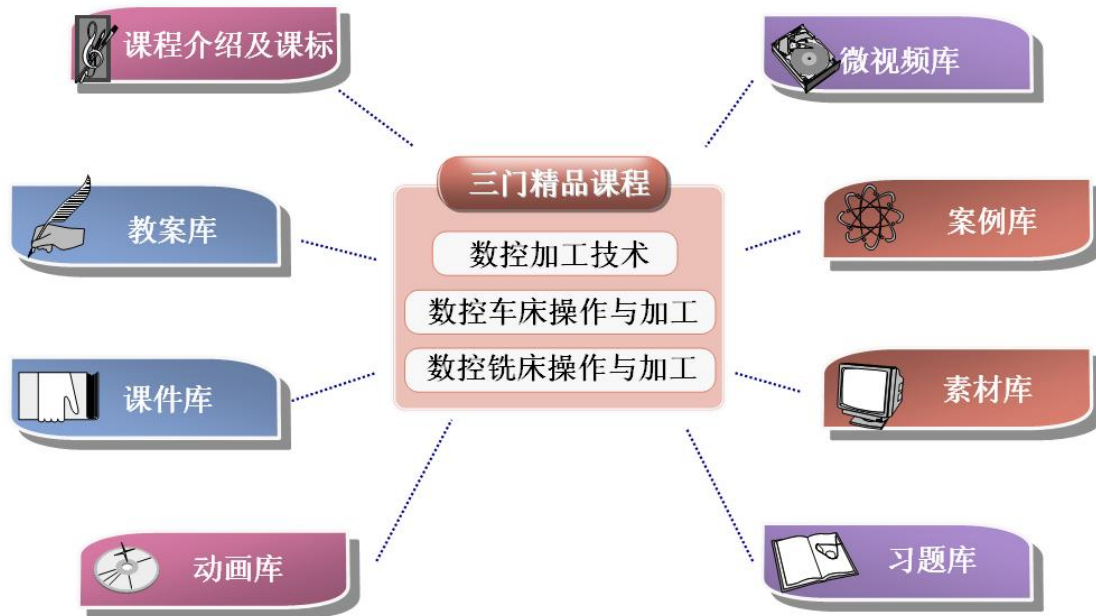 课程介绍及课标
微视频库
三门精品课程
教案库
案例库
数控加工技术
数控车床操作与加工
数控铣床操作与加工
课件库
素材库
动画库
习题库